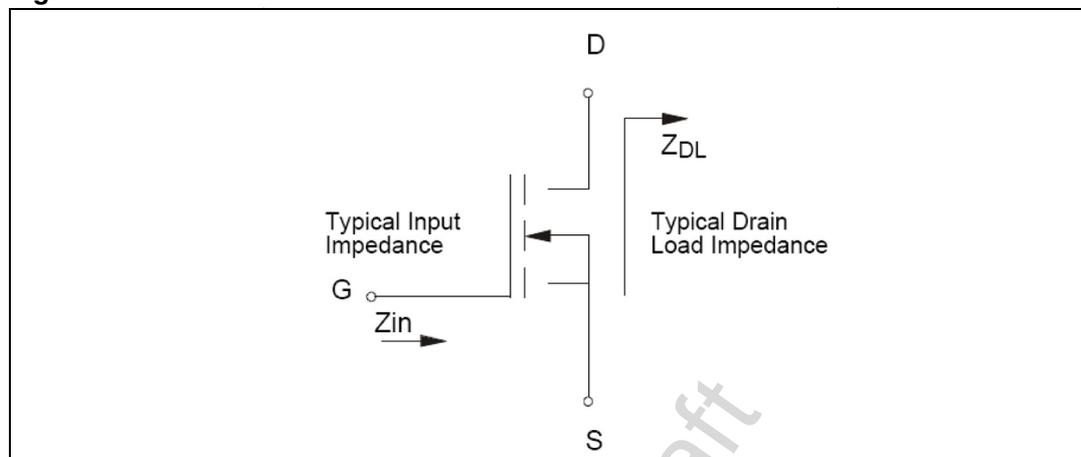 D
ZDL
Typical Input
Impedance
Typical Drain
Load Impedance
G
Zin
S